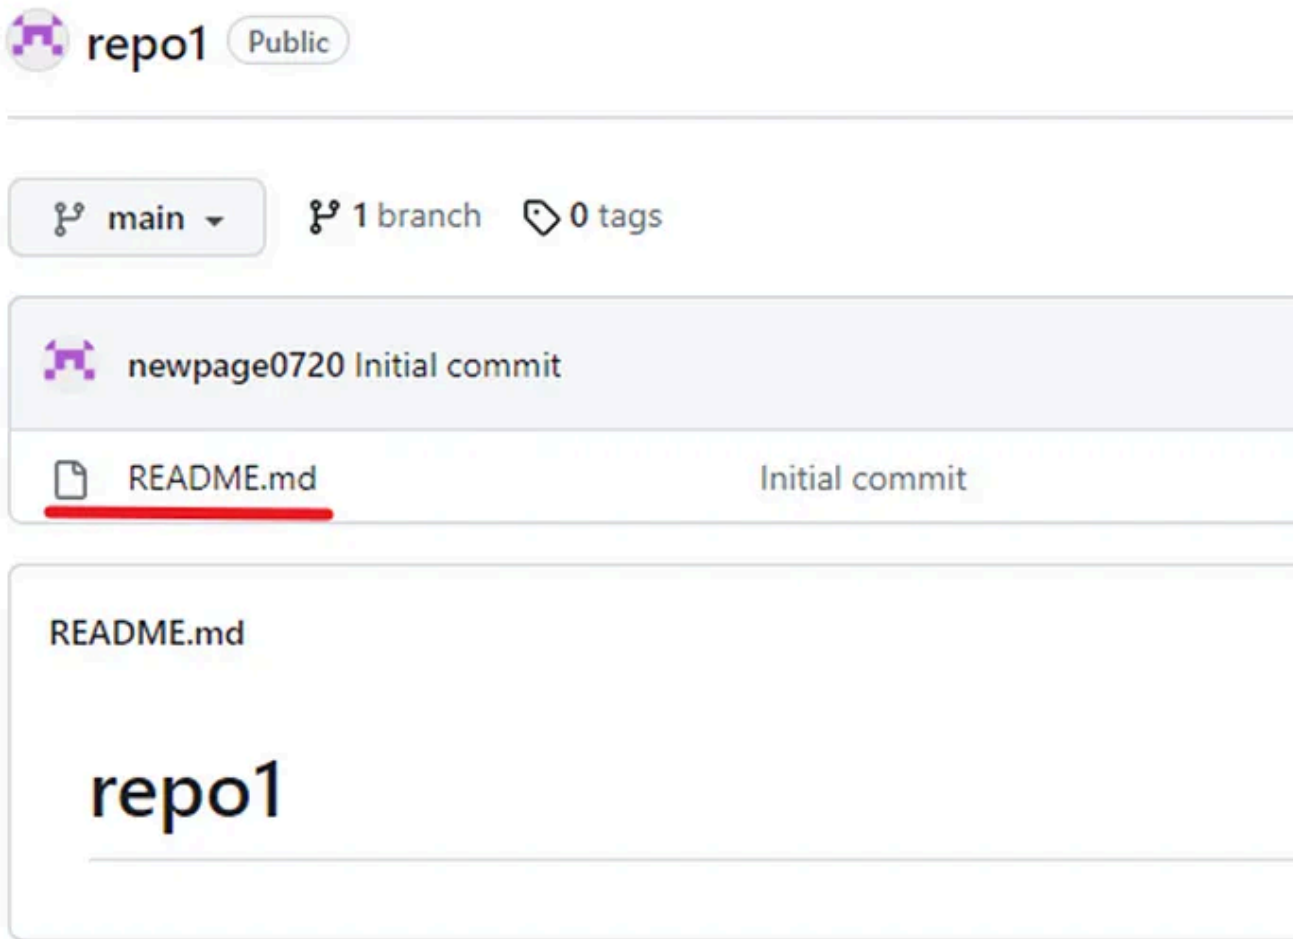 repo1 Public
main 1 branch 0 tags
newpage0720 Initial commit
README.md Initial commit
README.md
repo1